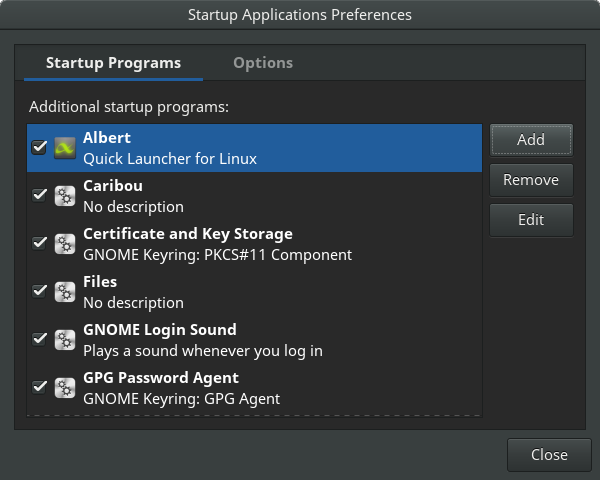 Startup Applications Preferences
Startup Programs
Options
Additional startup programs:
Albert
Quick Launcher for Linux
Caribou
No description
Certificate and Key Storage
GNOME Keyring: PKCS#11 Component
Files
No description
GNOME Login Sound
Plays a sound whenever you log in
GPG Password Agent
GNOME Keyring: GPG Agent
Add
Remove
Edit
Close